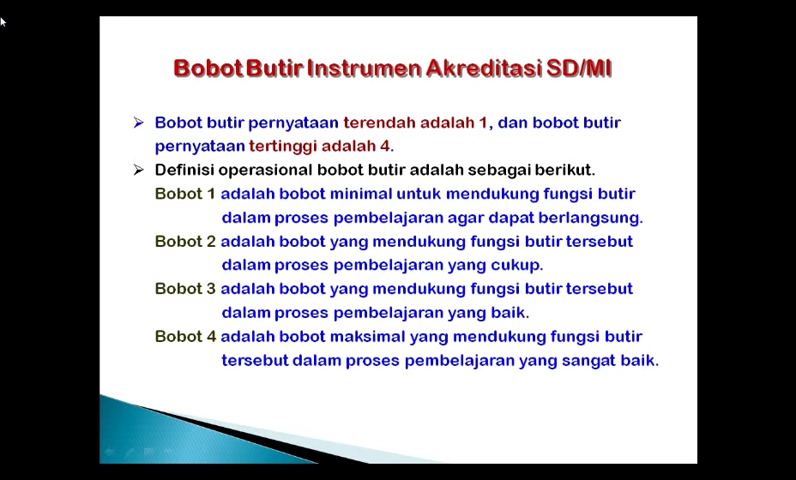 Bobot Butir Instrumen Akreditasi SD/MI
Bobot butir pernyataan terendah adalah 1, dan bobot butir
pernyataan tertinggi adalah 4.
Definisi operasional bobot butir adalah sebagai berikut.
Bobot 1 adalah bobot minimal untuk mendukung fungsi butir
dalam proses pembelajaran agar dapat berlangsung.
Bobot 2 adalah bobot yang mendukung fungsi butir tersebut
dalam proses pembelajaran yang cukup.
Bobot 3 adalah bobot yang mendukung fungsi butir tersebut
dalam proses pembelajaran yang baik.
Bobot 4 adalah bobot maksimal yang mendukung fungsi butir
tersebut dalam proses pembelajaran yang sangat baik.